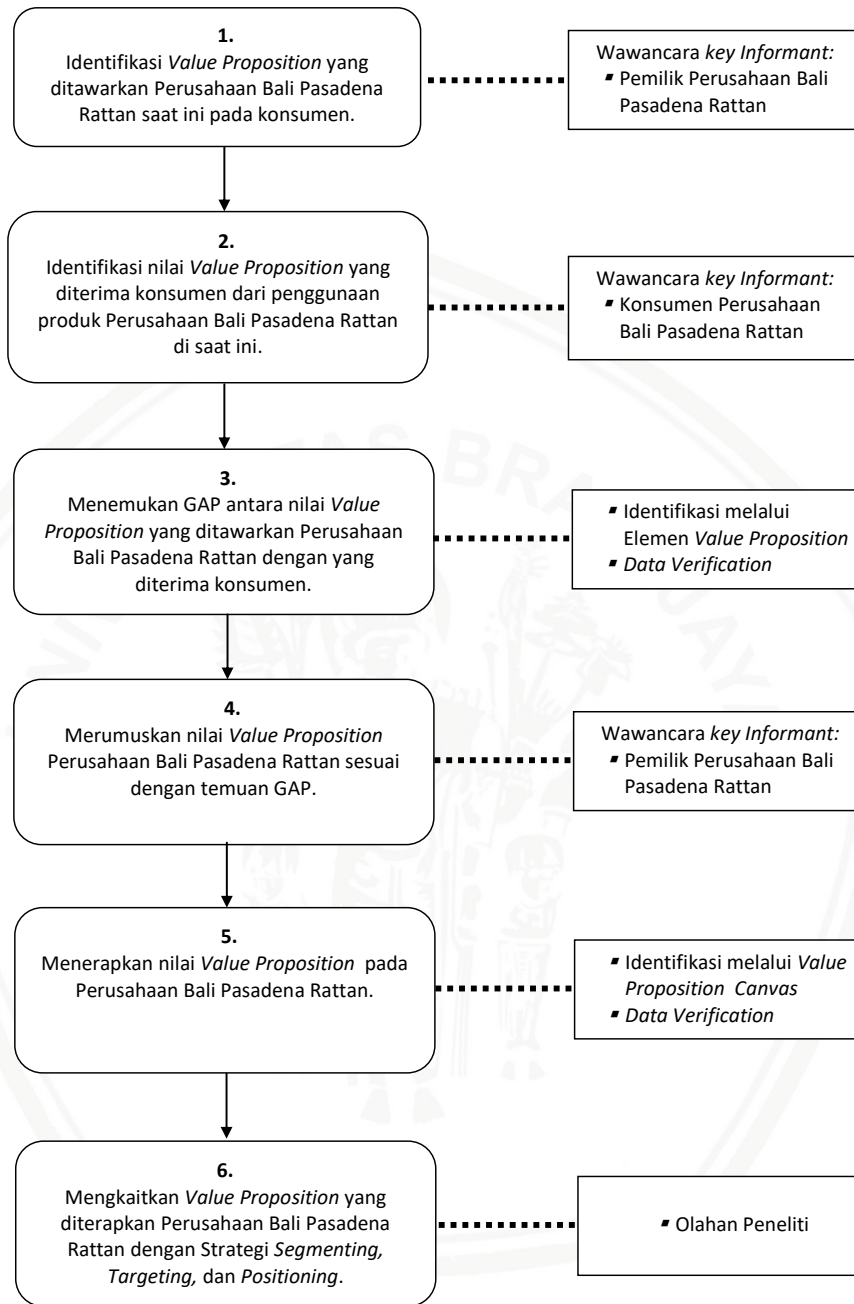 1.
Identifikasi Value Proposition yang
ditawarkan Perusahaan Bali Pasadena
Rattan saat ini pada konsumen.
Wawancara key Informant:
▪ Pemilik Perusahaan Bali
Pasadena Rattan
2.
Identifikasi nilai Value Proposition yang
diterima konsumen dari penggunaan
produk Perusahaan Bali Pasadena Rattan
di saat ini.
Wawancara key Informant:
▪ Konsumen Perusahaan
Bali Pasadena Rattan
3.
Menemukan GAP antara nilai Value
Proposition yang ditawarkan Perusahaan
Bali Pasadena Rattan dengan yang
diterima konsumen.
▪ Identifikasi melalui
Elemen Value Proposition
▪ Data Verification
4.
Merumuskan nilai Value Proposition
Perusahaan Bali Pasadena Rattan sesuai
dengan temuan GAP.
Wawancara key Informant:
▪ Pemilik Perusahaan Bali
Pasadena Rattan
5.
Menerapkan nilai Value Proposition pada
Perusahaan Bali Pasadena Rattan.
▪ Identifikasi melalui Value
Proposition Canvas
▪ Data Verification
6.
Mengkaitkan Value Proposition yang
diterapkan Perusahaan Bali Pasadena
Rattan dengan Strategi Segmenting,
Targeting, dan Positioning.
▪ Olahan Peneliti